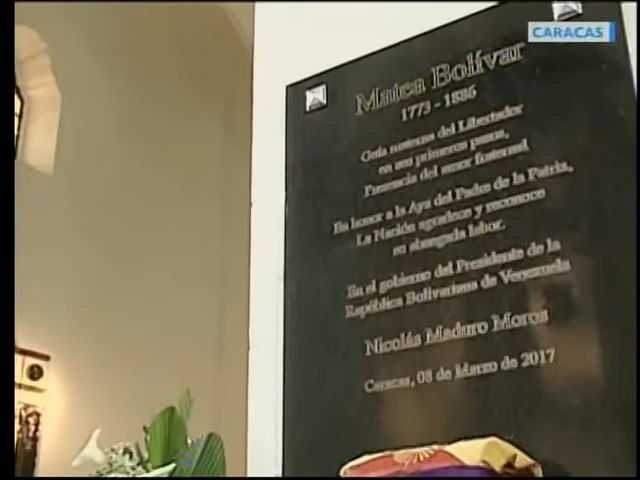 CARACAS
Matea Bolívar
1773 - 1886
Guía materna del Libertador
en sus primeros pasos,
Presencia del amor fraternal
En honor a la Aya del Padre de la Patria,
La Nación agradece y reconoce
su abnegada labor.
En el gobierno del Presidente de la
República Bolivariana de Venezuela
Nicolás Maduro Moros
Caracas, 08 de Marzo de 2017